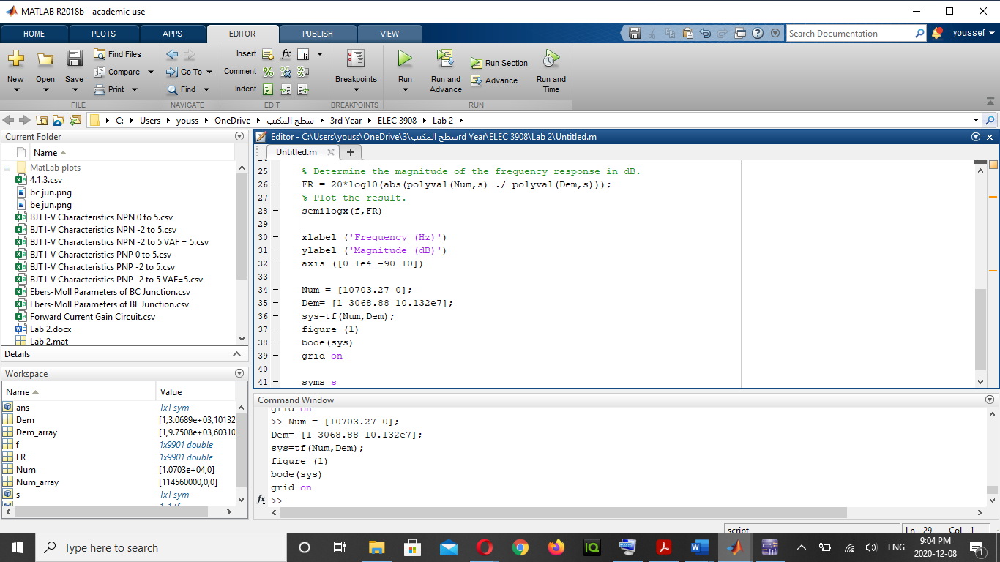 MATLAB R2018b - academic use
HOME PLOTS APPS EDITOR PUBLISH VIEW
Search Documentation
youssef
New Open Save Find Files Compare Print
Go To Find
Insert Comment Indent
fx
Breakpoints
Run Run and Advance Run Section Advance Run and Time
FILE NAVIGATE EDIT BREAKPOINTS RUN
C: Users youss OneDrive سطح المكتب 3rd Year ELEC 3908 Lab 2
Current Folder
Name
MatLab plots
4.1.3.csv
bc jun.png
be jun.png
BJT I-V Characteristics NPN 0 to 5.csv
BJT I-V Characteristics NPN -2 to 5.csv
BJT I-V Characteristics NPN -2 to 5 VAF = 5.csv
BJT I-V Characteristics PNP 0 to 5.csv
BJT I-V Characteristics PNP -2 to 5.csv
BJT I-V Characteristics PNP -2 to 5 VAF=5.csv
Ebers-Moll Parameters of BC Junction.csv
Ebers-Moll Parameters of BE Junction.csv
Forward Current Gain Circuit.csv
Lab 2.docx
Lab 2.mat
Details
Workspace
Name Value
ans 1x1 sym
Dem [1,3.0689e+03,10132
Dem_array [1,9.7508e+03,60310
f 1x9901 double
FR 1x9901 double
Num [1.0703e+04,0]
Num_array [114560000,0,0]
s 1x1 sym
Editor - C:\Users\youss\OneDrive\3\سطح المكتبrd Year\ELEC 3908\Lab 2\Untitled.m
Untitled.m
25 % Determine the magnitude of the frequency response in dB.
26 FR = 20*log10(abs(polyval(Num,s) ./ polyval(Dem,s)));
27 % Plot the result.
28 semilogx(f,FR)
29
30 xlabel ('Frequency (Hz)')
31 ylabel ('Magnitude (dB)')
32 axis ([0 1e4 -90 10])
33
34 Num = [10703.27 0];
35 Dem= [1 3068.88 10.132e7];
36 sys=tf(Num,Dem);
37 figure (1)
38 bode(sys)
39 grid on
40
41 syms s
Command Window
grid on
>> Num = [10703.27 0];
Dem= [1 3068.88 10.132e7];
sys=tf(Num,Dem);
figure (1)
bode(sys)
grid on
fx >>
script Ln 29 Col 1
Type here to search
IQ
ENG
9:04 PM
2020-12-08
1